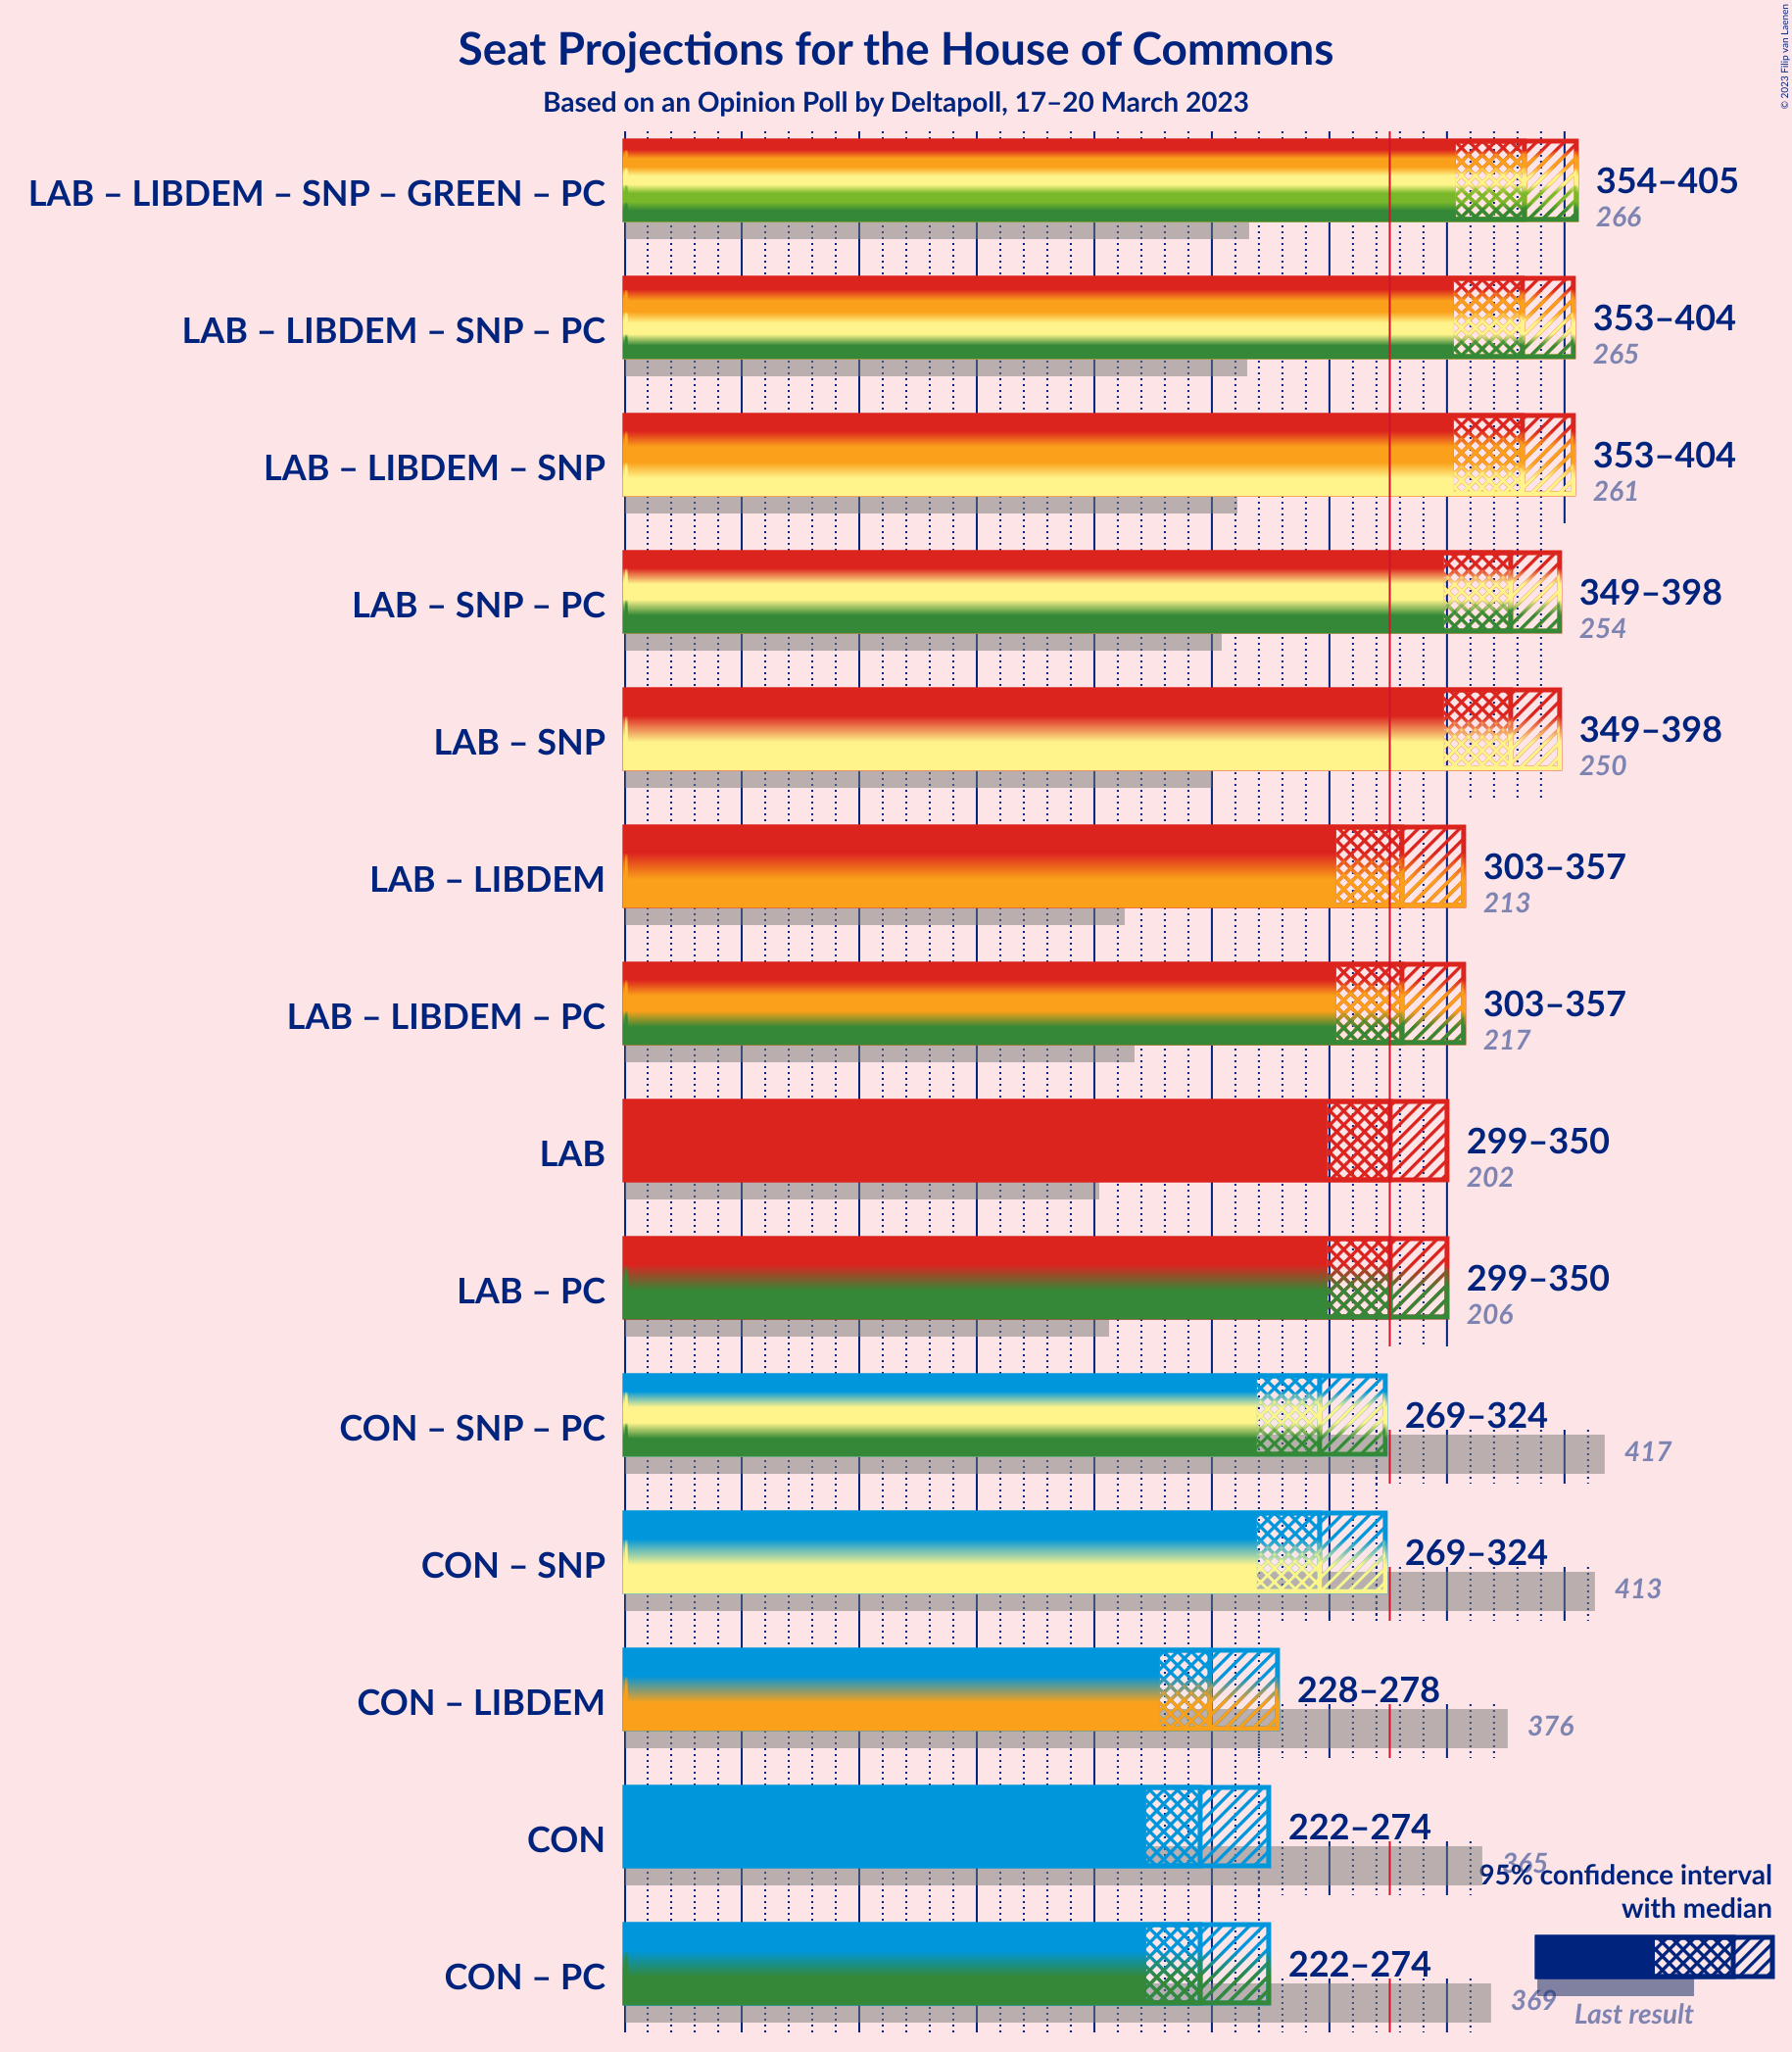 Seat Projections for the House of Commons
Based on an Opinion Poll by Deltapoll, 17–20 March 2023
© 2023 Filip van Laenen
LAB – LIBDEM – SNP – GREEN – PC
354–405
266
LAB – LIBDEM – SNP – PC
353–404
265
LAB – LIBDEM – SNP
353–404
261
LAB – SNP – PC
349–398
254
LAB – SNP
349–398
250
LAB – LIBDEM
303–357
213
LAB – LIBDEM – PC
303–357
217
LAB
299–350
202
LAB – PC
299–350
206
CON – SNP – PC
269–324
417
CON – SNP
269–324
413
CON – LIBDEM
228–278
376
CON
222–274
365
CON – PC
222–274
369
95% confidence interval
with median
Last result